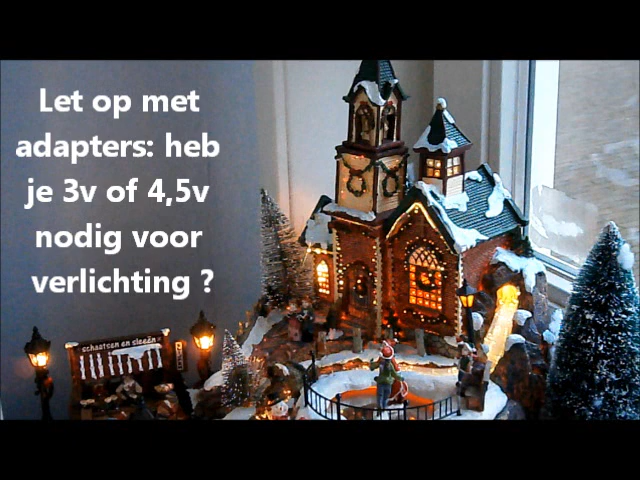 Let op met
adapters: heb
je 3v of 4,5v
nodig voor
verlichting ?
schaatsen en sleeën